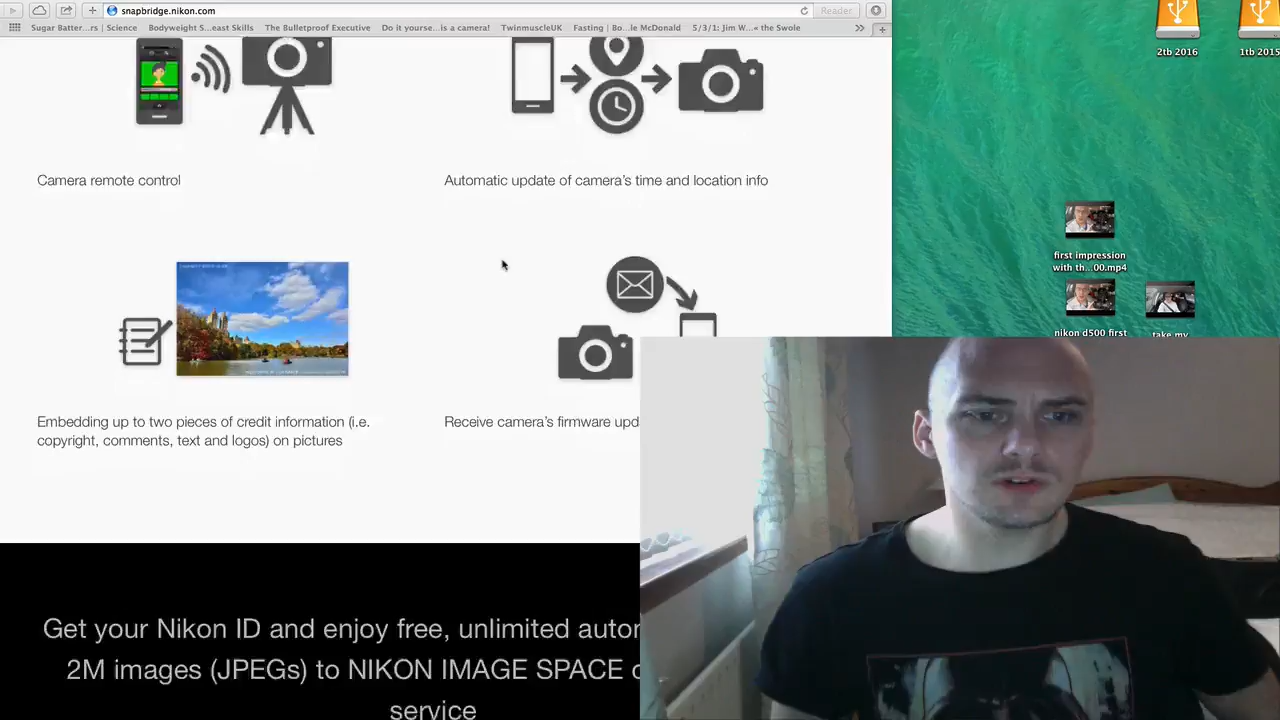 snapbridge.nikon.com
Reader
Sugar Batter...rs | Science
Bodyweight S...east Skills
The Bulletproof Executive
Do it yourse...is a camera!
TwinmuscleUK
Fasting | Bo...le McDonald
5/3/1: Jim W...« the Swole
2tb 2016
1tb 2015
Camera remote control
Automatic update of camera's time and location info
first impression
with th...00.mp4
nikon d500 first
take my
Embedding up to two pieces of credit information (i.e.
copyright, comments, text and logos) on pictures
Receive camera's firmware upd
Get your Nikon ID and enjoy free, unlimited autor
2M images (JPEGs) to NIKON IMAGE SPACE
service